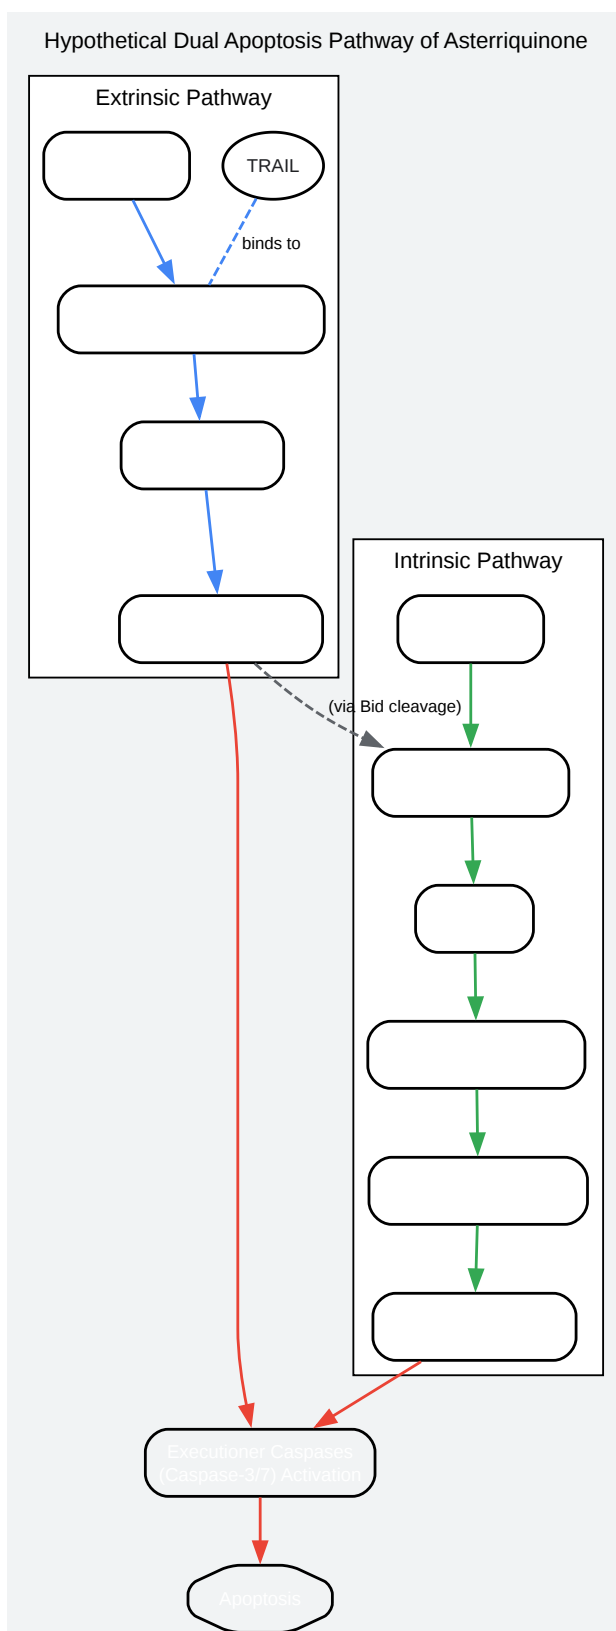 Hypothetical Dual Apoptosis Pathway of Asterriquinone
Extrinsic Pathway
TRAIL
binds to
Intrinsic Pathway
(via Bid cleavage)
Executioner Caspases
(Caspase-3/7) Activation
Apoptosis